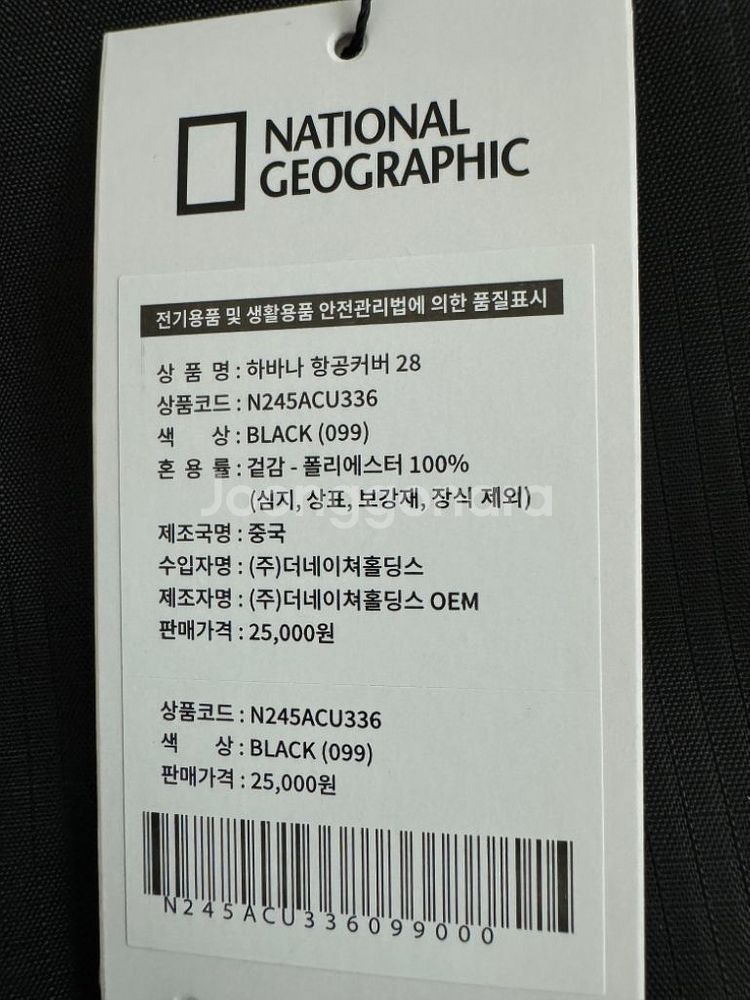 NATIONAL
GEOGRAPHIC
전기용품 및 생활용품 안전관리법에 의한 품질표시
상 품 명 : 하바나 항공커버 28
상품코드 : N245ACU336
색 상 : BLACK (099)
혼 용 률 : 겉감 - 폴리에스터 100%
(심지, 상표, 보강재, 장식 제외)
Joonggonara
제조국명 : 중국
수입자명 : (주)더네이쳐홀딩스
제조자명 : (주)더네이쳐홀딩스 OEM
판매가격 : 25,000원
상품코드 : N245ACU336
색 상 : BLACK (099)
판매가격 : 25,000원
N245ACU336099000